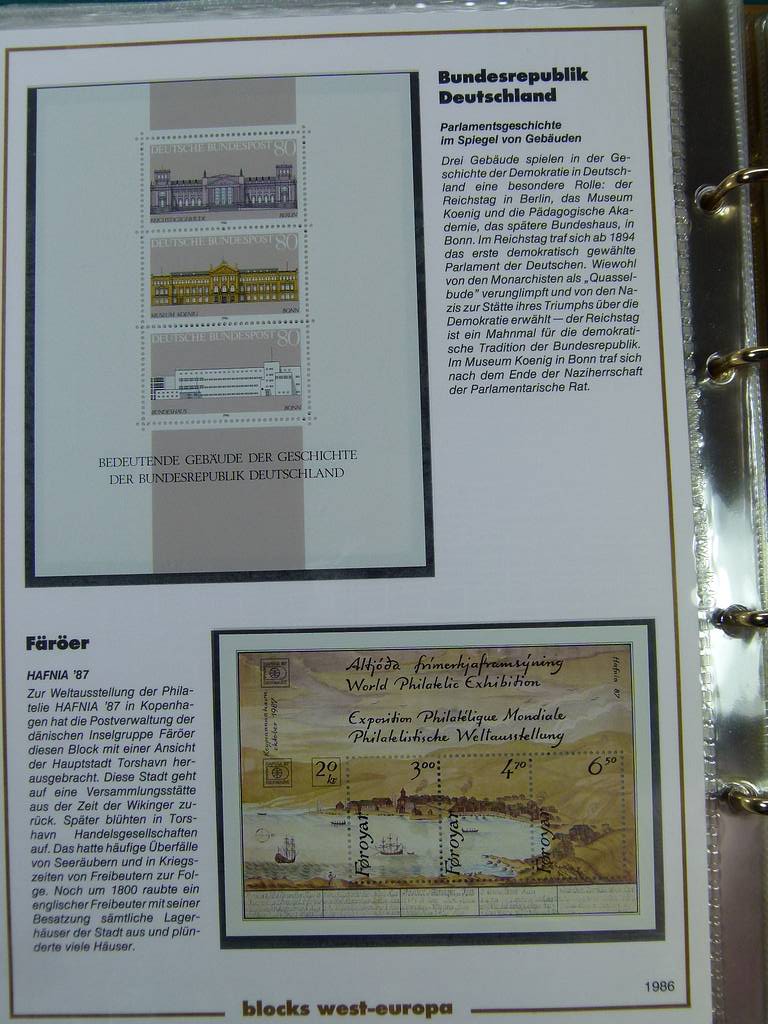 Bundesrepublik
Deutschland
Parlamentsgeschichte
im Spiegel von Gebäuden
Drei Gebäude spielen in der Ge-
schichte der Demokratie in Deutsch-
land eine besondere Rolle: der
Reichstag in Berlin, das Museum
Koenig und die Pädagogische Aka-
demie, das spätere Bundeshaus, in
Bonn. Im Reichstag traf sich ab 1894
das erste demokratisch gewählte
Parlament der Deutschen. Wiewohl
von den Monarchisten als „Quassel-
bude" verunglimpft und von den Na-
zis zur Stätte ihres Triumphs über die
Demokratie erwählt — der Reichstag
ist ein Mahnmal für die demokrati-
sche Tradition der Bundesrepublik.
Im Museum Koenig in Bonn traf sich
nach dem Ende der Naziherrschaft
der Parlamentarische Rat.
DEUTSCHE BUNDESPOST 80
REICHSTAGSGEBÄUDE 1986 BERLIN
DEUTSCHE BUNDESPOST 80
MUSEUM KOENIG 1986 BONN
DEUTSCHE BUNDESPOST 80
BUNDESHAUS 1986 BONN
BEDEUTENDE GEBÄUDE DER GESCHICHTE
DER BUNDESREPUBLIK DEUTSCHLAND
Färöer
HAFNIA '87
Zur Weltausstellung der Phila-
telie HAFNIA '87 in Kopenha-
gen hat die Postverwaltung der
dänischen Inselgruppe Färöer
diesen Block mit einer Ansicht
der Hauptstadt Torshavn her-
ausgebracht. Diese Stadt geht
auf eine Versammlungsstätte
aus der Zeit der Wikinger zu-
rück. Später blühten in Tors-
havn Handelsgesellschaften
auf. Das hatte häufige Überfälle
von Seeräubern und in Kriegs-
zeiten von Freibeutern zur Fol-
ge. Noch um 1800 raubte ein
englischer Freibeuter mit seiner
Besatzung sämtliche Lager-
häuser der Stadt aus und plün-
derte viele Häuser.
Altjóða frímerkjaframsýning
World Philatelic Exhibition
Exposition Philatélique Mondiale
Philatelistische Weltausstellung
Hafnia 87
Keypmannahavn
oktober 1987
20 kr
3 00
4 70
6 50
Føroyar
Føroyar
Føroyar
1986
blocks west-europa